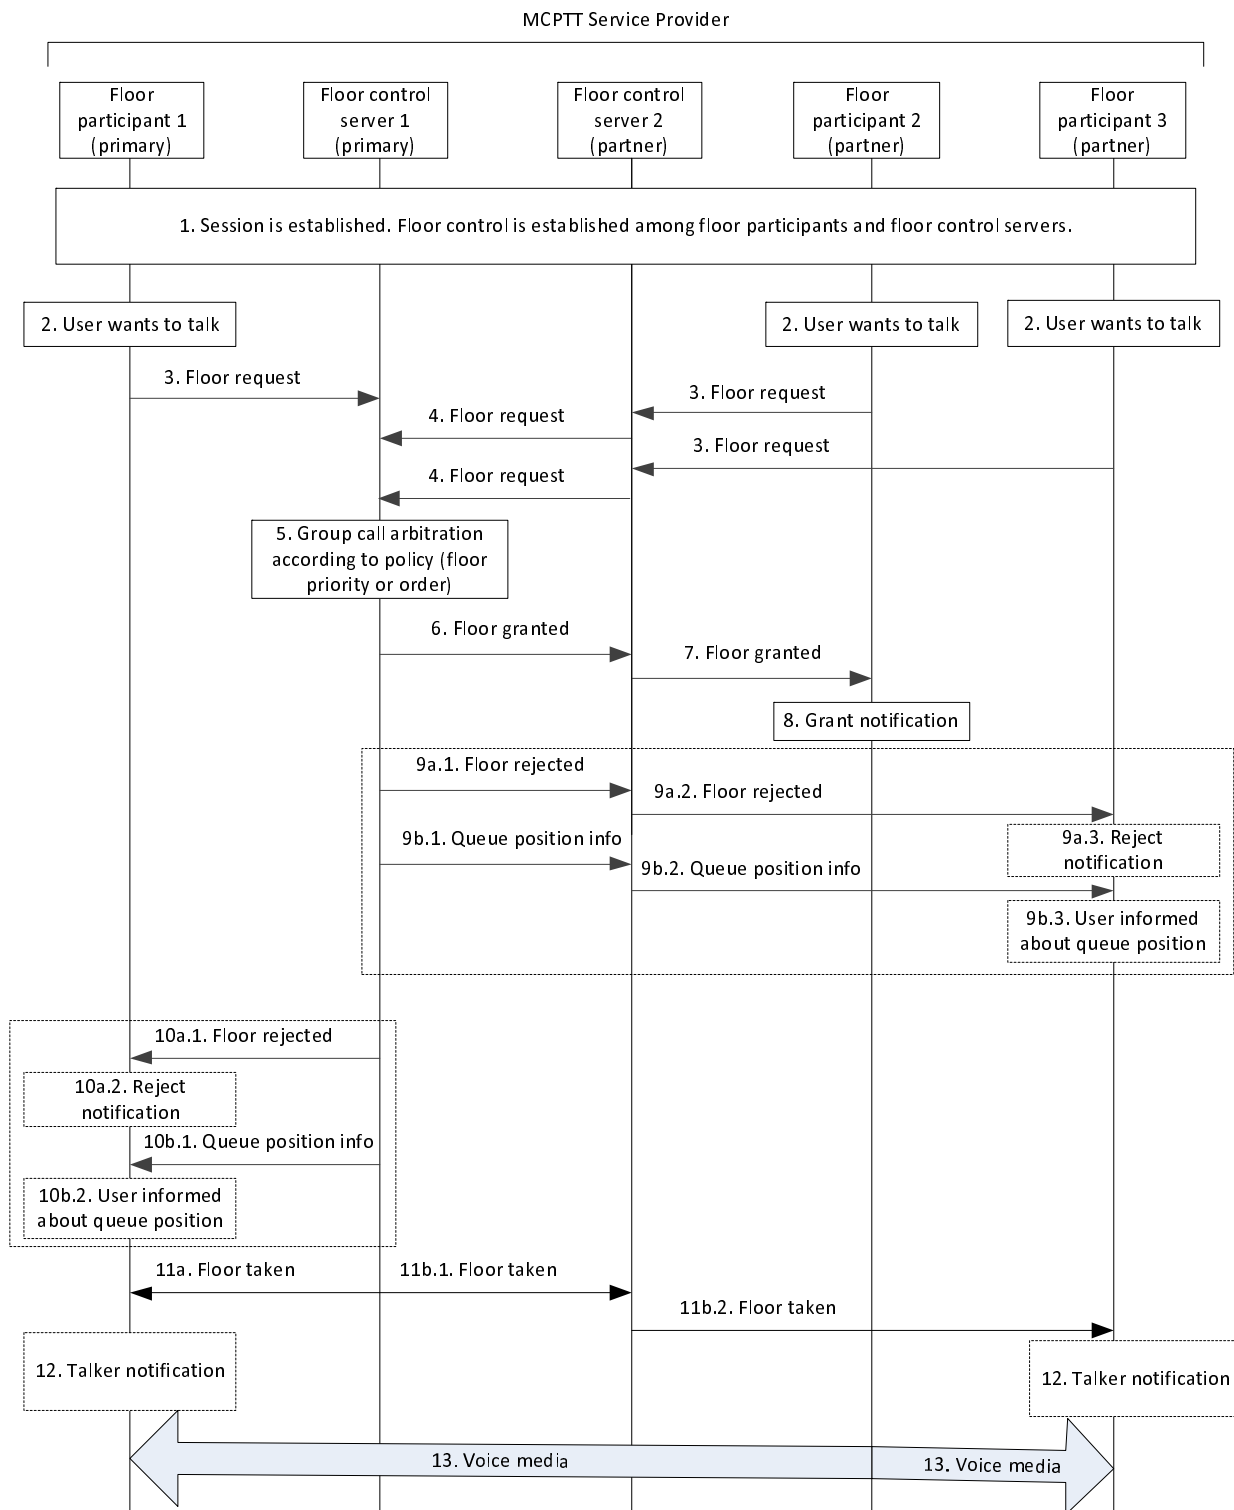 MCPTT Service Provider
Floor
participant 1
(primary)
Floor control
server 1
(primary)
Floor control
server 2
(partner)
Floor
participant 2
(partner)
Floor
participant 3
(partner)
1. Session is established. Floor control is established among floor participants and floor control servers.
2. User wants to talk
2. User wants to talk
2. User wants to talk
3. Floor request
3. Floor request
4. Floor request
3. Floor request
4. Floor request
5. Group call arbitration
according to policy (floor
priority or order)
6. Floor granted
7. Floor granted
8. Grant notification
9a.1. Floor rejected
9a.2. Floor rejected
9a.3. Reject
notification
9b.1. Queue position info
9b.2. Queue position info
9b.3. User informed
about queue position
10a.1. Floor rejected
10a.2. Reject
notification
10b.1. Queue position info
10b.2. User informed
about queue position
11a. Floor taken
11b.1. Floor taken
11b.2. Floor taken
12. Talker notification
12. Talker notification
13. Voice media
13. Voice media